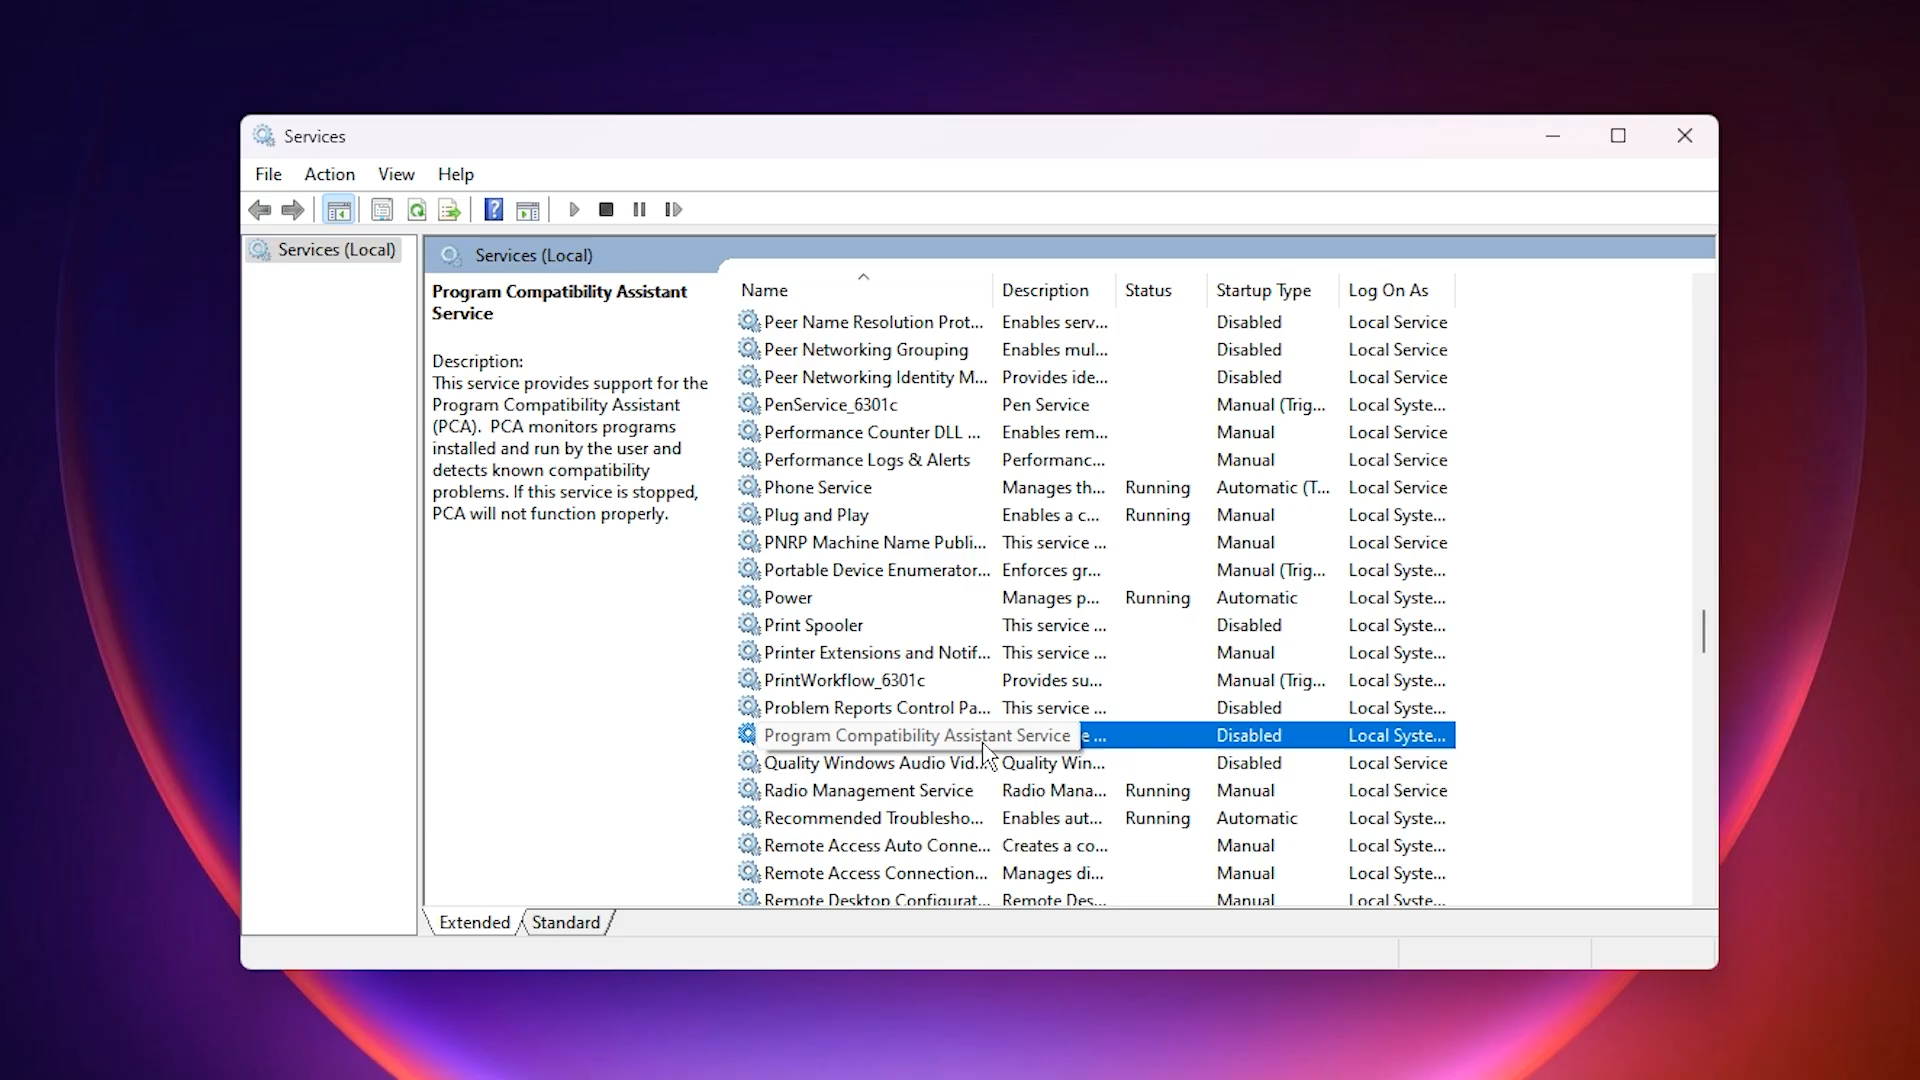 Services
File Action View Help
Services (Local)
Services (Local)
Program Compatibility Assistant
Service
Description:
This service provides support for the
Program Compatibility Assistant
(PCA). PCA monitors programs
installed and run by the user and
detects known compatibility
problems. If this service is stopped,
PCA will not function properly.
Name Description Status Startup Type Log On As
Peer Name Resolution Prot... Enables serv... Disabled Local Service
Peer Networking Grouping Enables mul... Disabled Local Service
Peer Networking Identity M... Provides ide... Disabled Local Service
PenService_6301c Pen Service Manual (Trig... Local Syste...
Performance Counter DLL ... Enables rem... Manual Local Service
Performance Logs & Alerts Performanc... Manual Local Service
Phone Service Manages th... Running Automatic (T... Local Service
Plug and Play Enables a c... Running Manual Local Syste...
PNRP Machine Name Publi... This service ... Manual Local Service
Portable Device Enumerator... Enforces gr... Manual (Trig... Local Syste...
Power Manages p... Running Automatic Local Syste...
Print Spooler This service ... Disabled Local Syste...
Printer Extensions and Notif... This service ... Manual Local Syste...
PrintWorkflow_6301c Provides su... Manual (Trig... Local Syste...
Problem Reports Control Pa... This service ... Disabled Local Syste...
Program Compatibility Assistant Service e ... Disabled Local Syste...
Quality Windows Audio Vid... Quality Win... Disabled Local Service
Radio Management Service Radio Mana... Running Manual Local Service
Recommended Troublesho... Enables aut... Running Automatic Local Syste...
Remote Access Auto Conne... Creates a co... Manual Local Syste...
Remote Access Connection... Manages di... Manual Local Syste...
Remote Desktop Configurat... Remote Des... Manual Local Syste...
Extended Standard